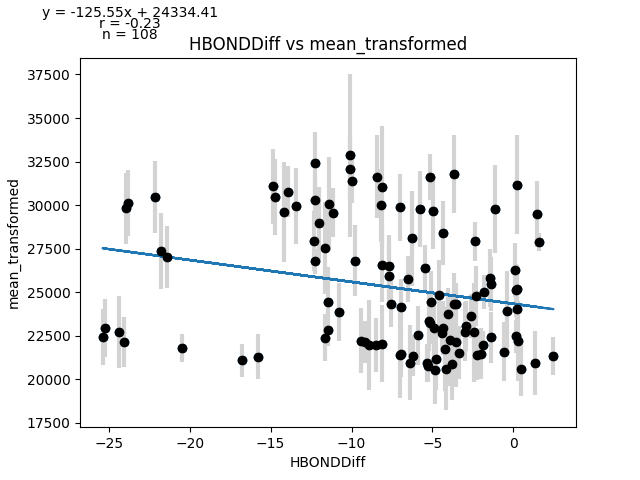 y = -125.55x + 24334.41
r = -0.23
n = 108
HBONDDiff vs mean_transformed
37500
35000
32500
30000
27500
25000
22500
20000
17500
mean_transformed
−25
−20
−15
−10
−5
0
HBONDDiff